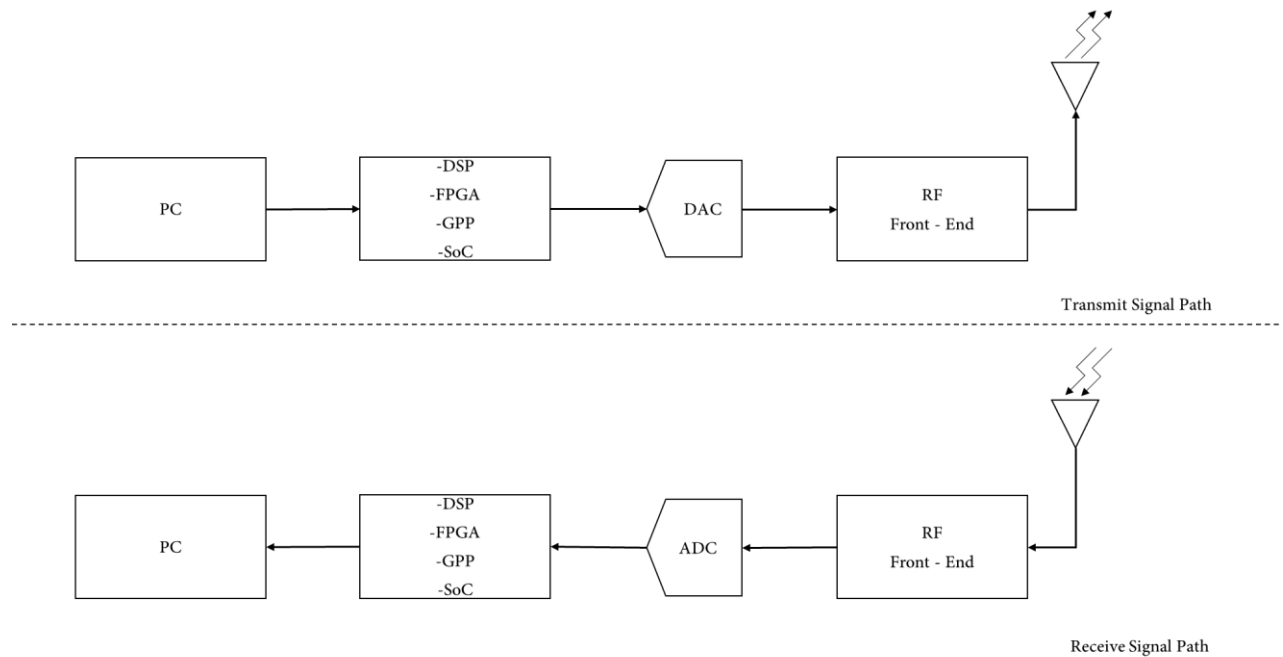 PC
-DSP
-FPGA
-GPP
-SoC
DAC
RF
Front - End
Transmit Signal Path
PC
-DSP
-FPGA
-GPP
-SoC
ADC
RF
Front - End
Receive Signal Path